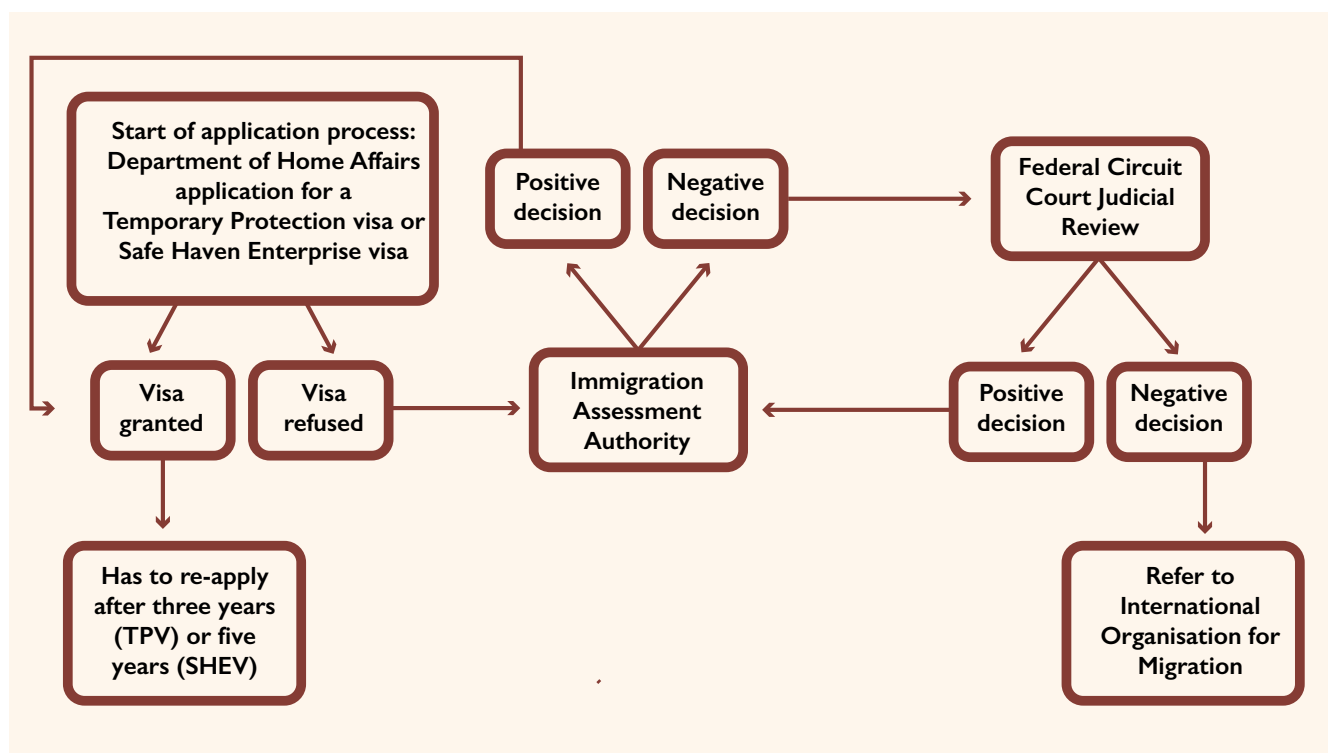 Start of application process:
Department of Home Affairs
application for a
Temporary Protection visa or
Safe Haven Enterprise visa
Positive
decision
Negative
decision
Federal Circuit
Court Judicial
Review
Visa
granted
Visa
refused
Immigration
Assessment
Authority
Positive
decision
Negative
decision
Has to re-apply
after three years
(TPV) or five
years (SHEV)
Refer to
International
Organisation for
Migration